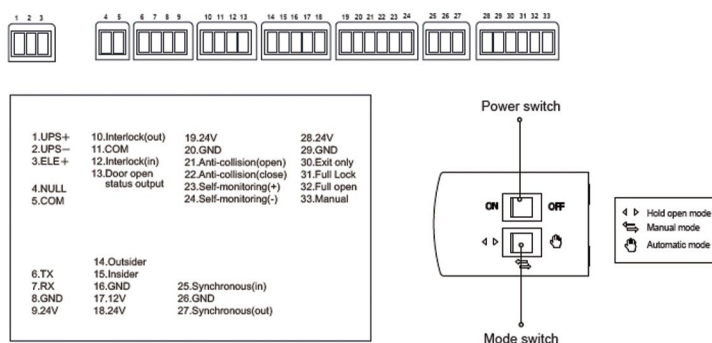 1 2 3 4 5 6 7 8 9 10 11 12 13 14 15 16 17 18 19 20 21 22 23 24 25 26 27 28 29 30 31 32 33
1.UPS+ 10.Interlock(out) 19.24V 28.24V
2.UPS− 11.COM 20.GND 29.GND
3.ELE+ 12.Interlock(in) 21.Anti-collision(open) 30.Exit only
13.Door open 22.Anti-collision(close) 31.Full Lock
4.NULL status output 23.Self-monitoring(+) 32.Full open
5.COM 24.Self-monitoring(-) 33.Manual
14.Outsider
6.TX 15.Insider
7.RX 16.GND 25.Synchronous(in)
8.GND 17.12V 26.GND
9.24V 18.24V 27.Synchronous(out)
Power switch
ON OFF
Mode switch
Hold open mode
Manual mode
Automatic mode